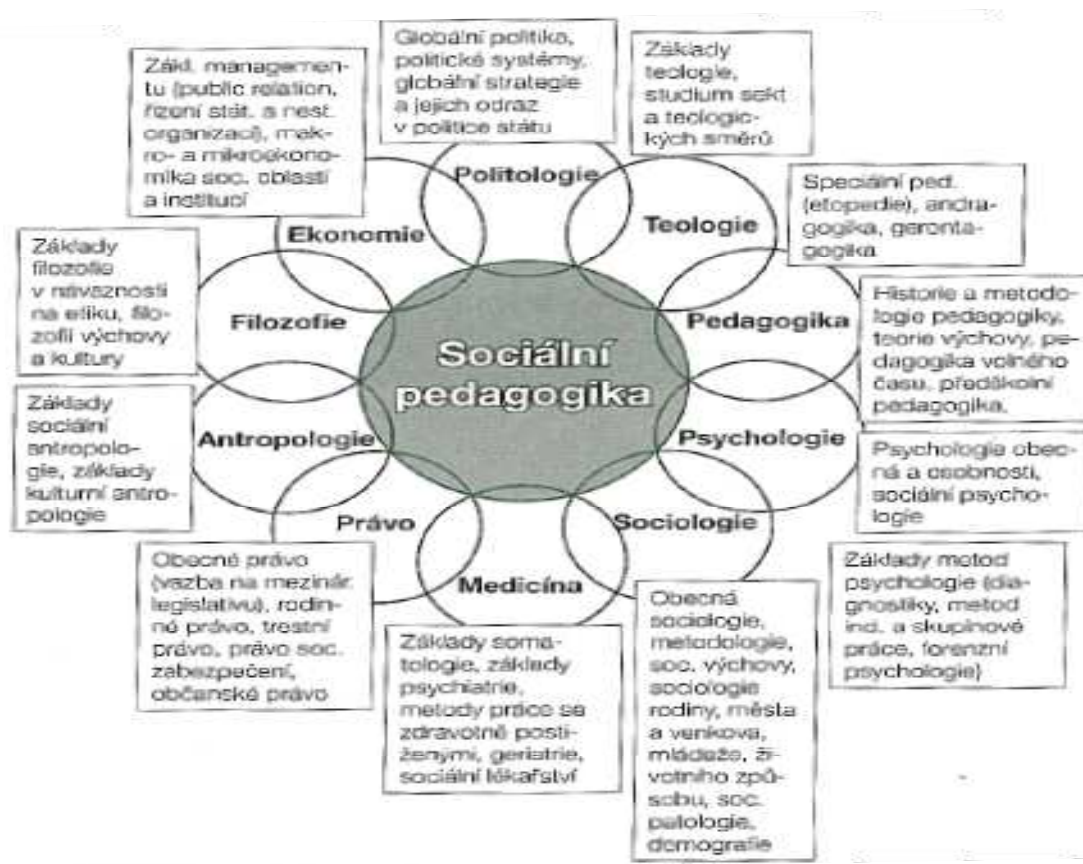 Globální politika,
politické systémy,
globální strategie
a jejich odraz
v politice státu
Základy
teologie,
studium sekt
a teologic-
kých směrů
Zákl. managemen-
tu (public relation,
řízení stát. a nest.
organizací), mak-
ro- a mikroekono-
mika soc. oblastí
a institucí
Politologie
Teologie
Ekonomie
Speciální ped.
(etopedie), andra-
gogika, geronta-
gogika
Základy
filozofie
v návaznosti
na etiku, filo-
zofii výchovy
a kultury
Filozofie
Pedagogika
Historie a metodo-
logie pedagogiky,
teorie výchovy, pe-
dagogika volného
času, předškolní
pedagogika,
Sociální
pedagogika
Základy
sociální
antropolo-
gie, základy
kulturní antro-
pologie
Antropologie
Psychologie
Psychologie obec-
ná a osobnosti,
sociální psycho-
logie
Právo
Sociologie
Medicína
Obecné právo
(vazba na mezinár.
legislativu), rodin-
né právo, trestní
právo, právo soc.
zabezpečení,
občanské právo
Základy soma-
tologie, základy
psychiatrie,
metody práce se
zdravotně posti-
ženými, geriatrie,
sociální lékařství
Obecná
sociologie,
metodologie,
soc. výchovy,
sociologie
rodiny, města
a venkova,
mládeže, ži-
votního způ-
sobu, soc.
patologie,
demografie
Základy metod
psychologie (dia-
gnostiky, metod
ind. a skupinové
práce, forenzní
psychologie)